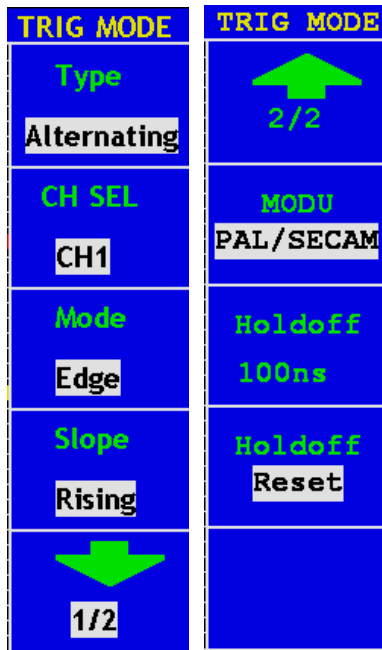 TRIG MODE
Type
Alternating
CH SEL
CH1
Mode
Edge
Slope
Rising
1/2
TRIG MODE
2/2
MODU
PAL/SECAM
Holdoff
100ns
Holdoff
Reset